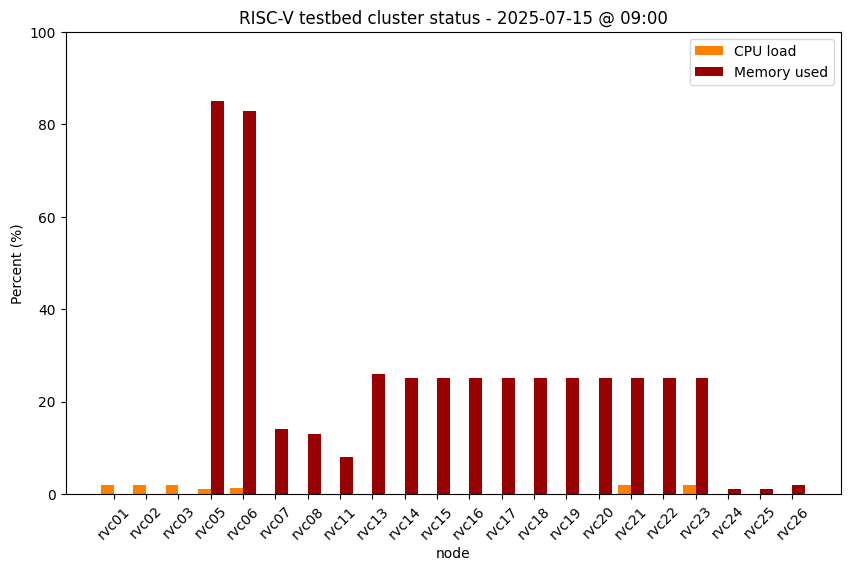 RISC-V testbed cluster status - 2025-07-15 @ 09:00
CPU load
Memory used
Percent (%)
100
80
60
40
20
0
rvc01 rvc02 rvc03 rvc05 rvc06 rvc07 rvc08 rvc11 rvc13 rvc14 rvc15 rvc16 rvc17 rvc18 rvc19 rvc20 rvc21 rvc22 rvc23 rvc24 rvc25 rvc26
node